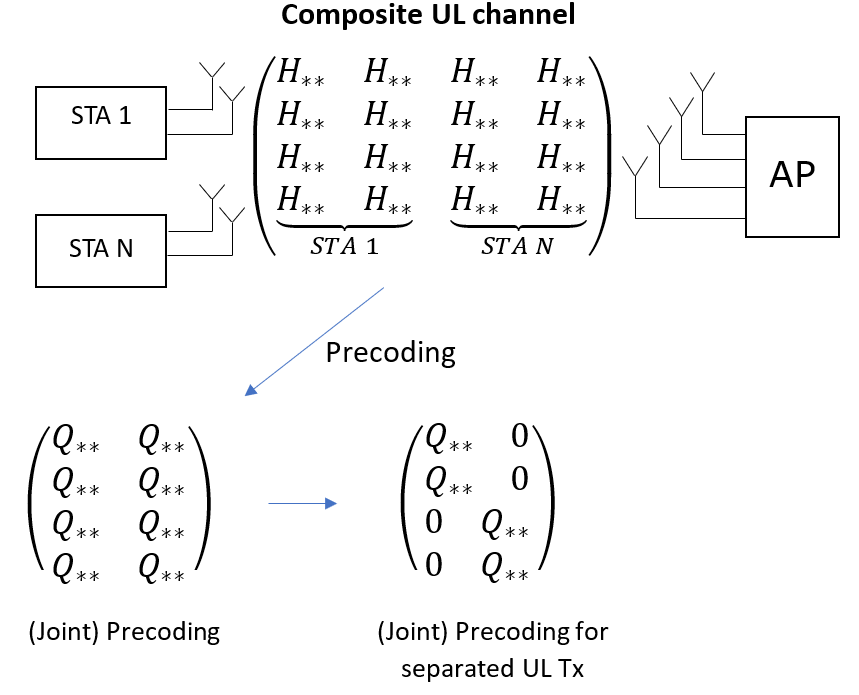 Composite UL channel
STA 1
STA N
H** H** H** H**
H** H** H** H**
H** H** H** H**
H** H** H** H**
STA 1 STA N
AP
Precoding
Q** Q**
Q** Q**
Q** Q**
Q** Q**
(Joint) Precoding
Q** 0
Q** 0
0 Q**
0 Q**
(Joint) Precoding for
separated UL Tx